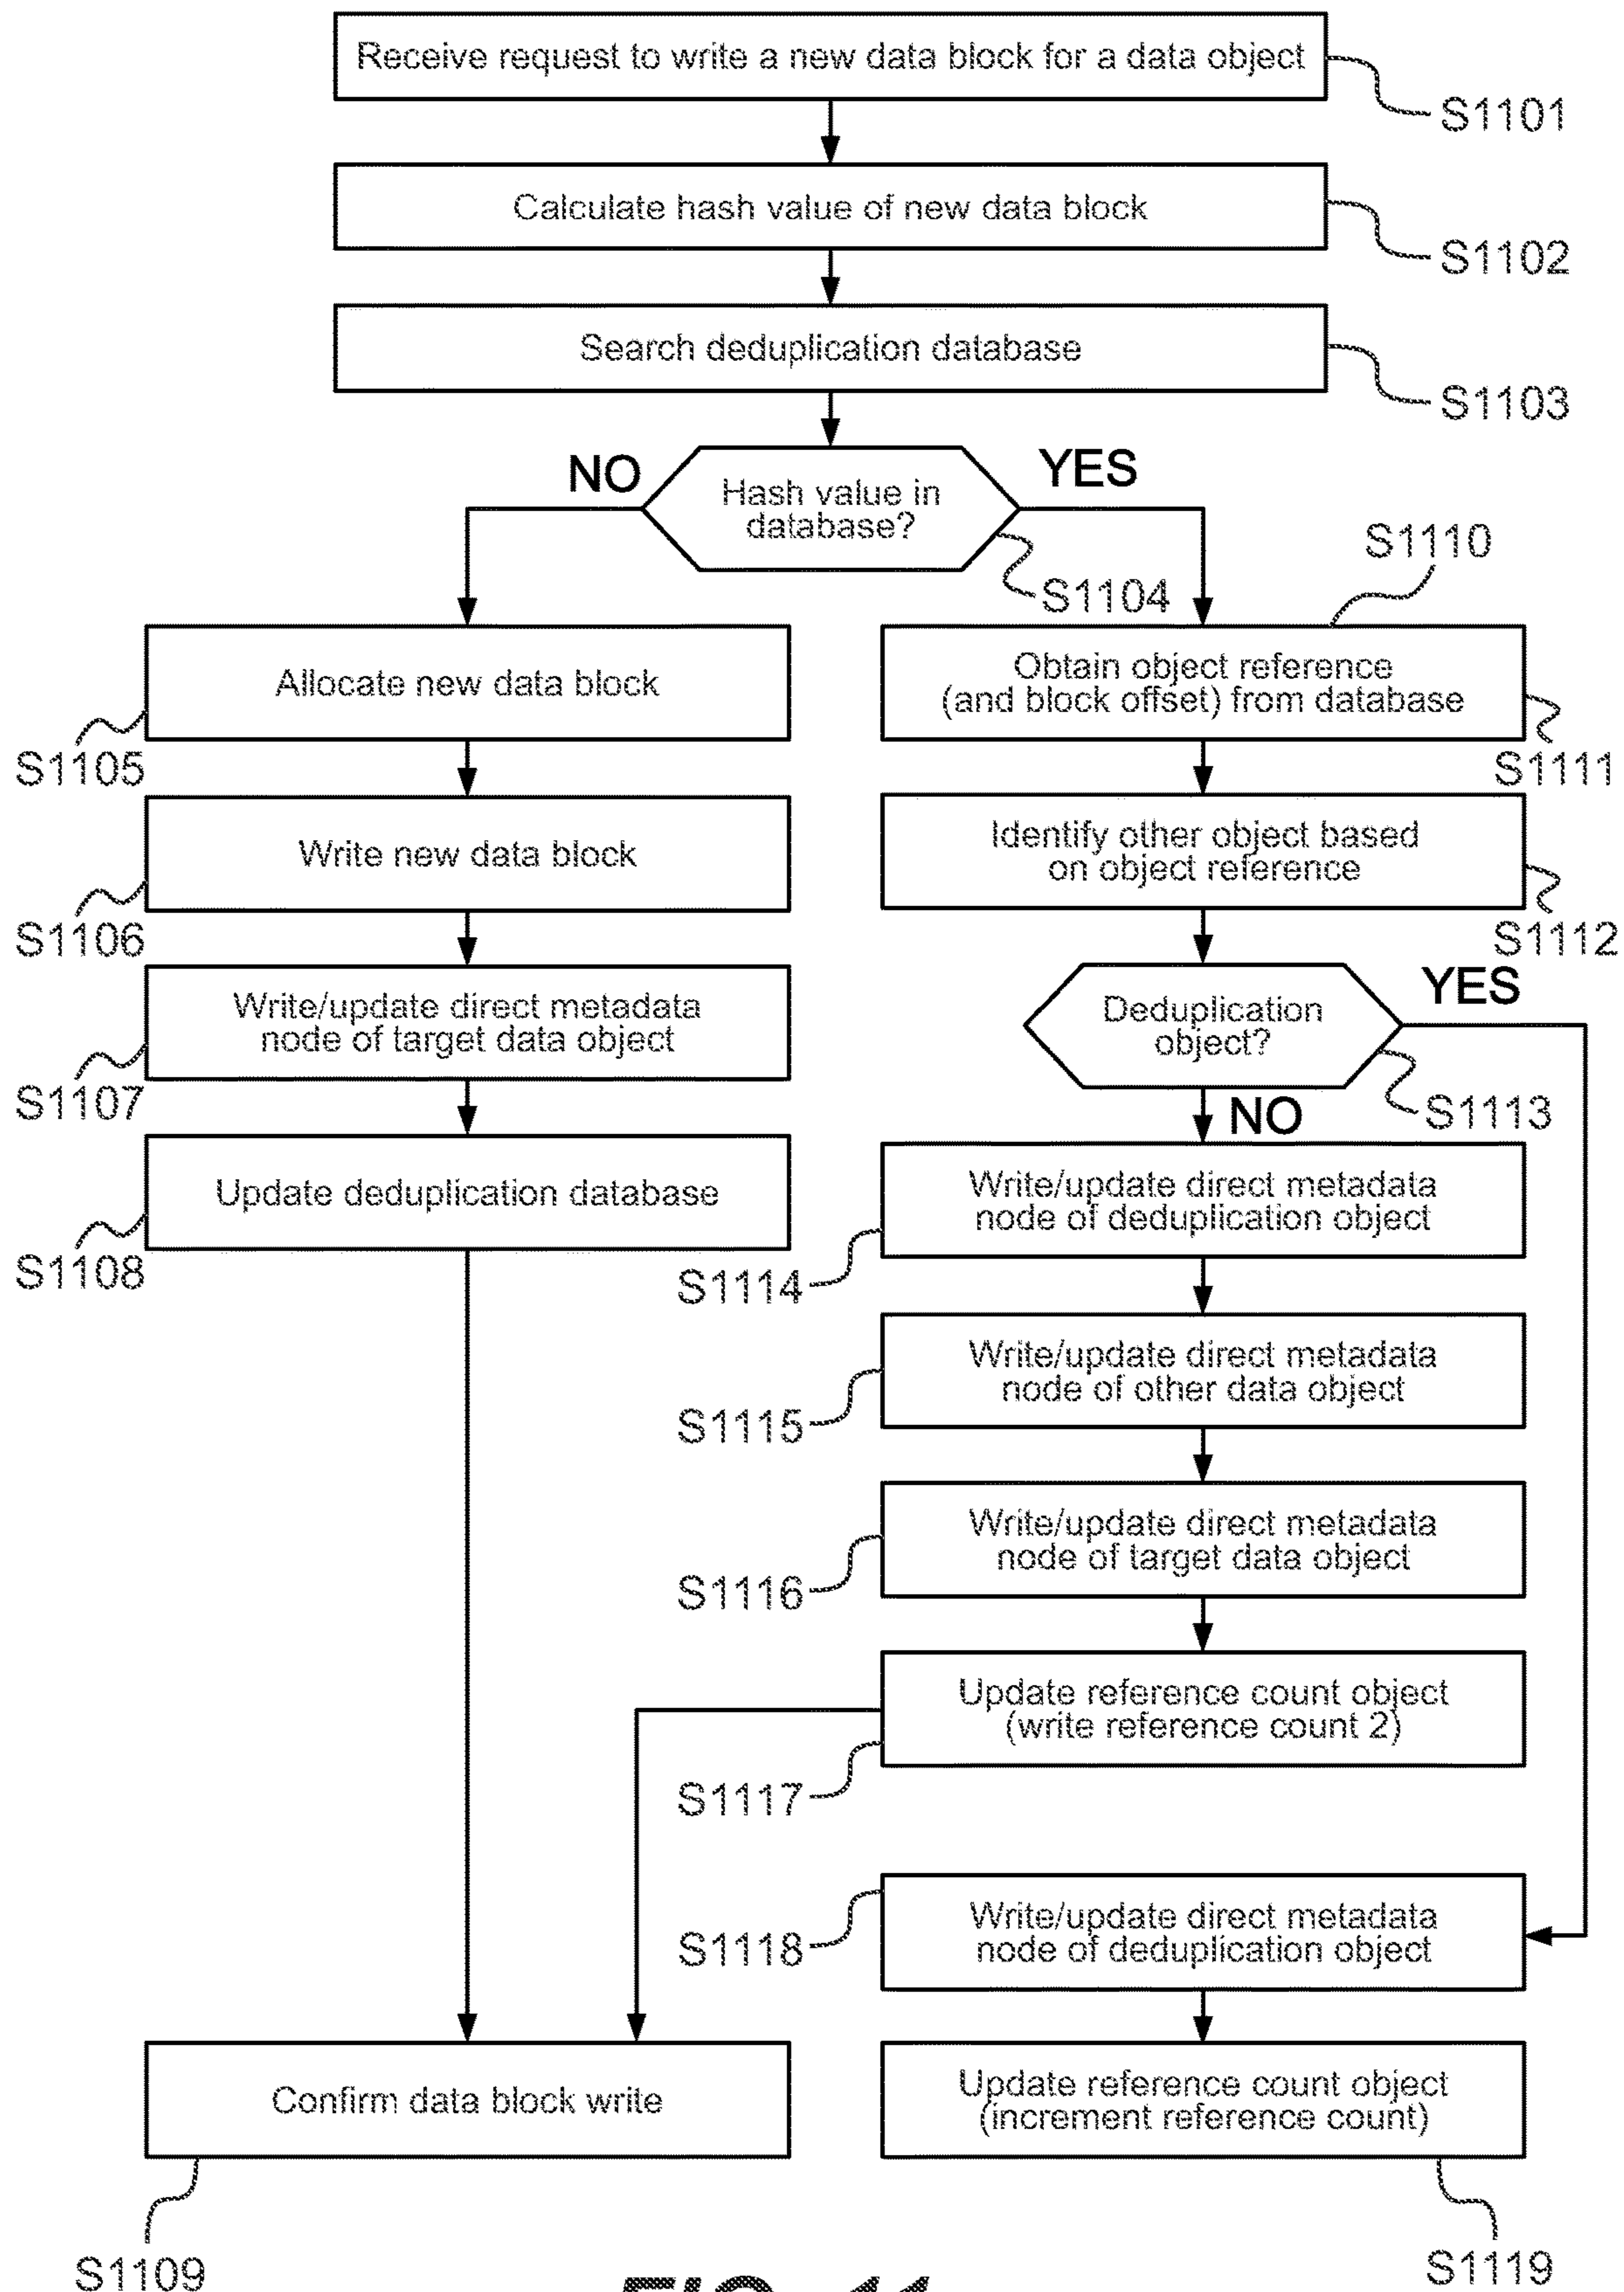 Receive request to write a new data block for a data object
S1101
Calculate hash value of new data block
S1102
Search deduplication database
S1103
NO
YES
Hash value in
database?
S1104
S1110
Allocate new data block
S1105
Obtain object reference
(and block offset) from database
S1111
Write new data block
S1106
Identify other object based
on object reference
S1112
Write/update direct metadata
node of target data object
S1107
Deduplication
object?
YES
S1113
NO
Update deduplication database
S1108
Write/update direct metadata
node of deduplication object
S1114
Write/update direct metadata
node of other data object
S1115
Write/update direct metadata
node of target data object
S1116
Update reference count object
(write reference count 2)
S1117
Write/update direct metadata
node of deduplication object
S1118
Confirm data block write
S1109
Update reference count object
(increment reference count)
S1119